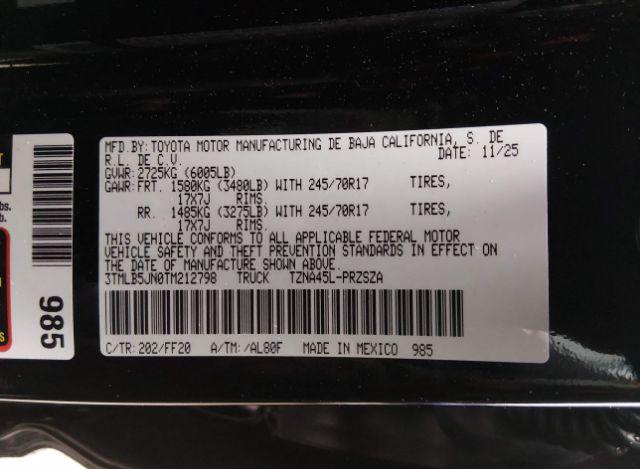 MFD.BY:TOYOTA MOTOR MANUFACTURING DE BAJA CALIFORNIA, S. DE
R.L. DE C.V. DATE: 11/25
GVWR:2725KG (6005LB)
GAWR:FRT. 1580KG (3480LB) WITH 245/70R17 TIRES,
17X7J RIMS.
RR. 1485KG (3275LB) WITH 245/70R17 TIRES,
17X7J RIMS.
THIS VEHICLE CONFORMS TO ALL APPLICABLE FEDERAL MOTOR
VEHICLE SAFETY AND THEFT PREVENTION STANDARDS IN EFFECT ON
THE DATE OF MANUFACTURE SHOWN ABOVE.
3TMLB5JN0TM212798 TRUCK TZNA45L-PRZSZA
C/TR:202/FF20 A/TM:/AL80F MADE IN MEXICO 985
985
lbs.
b.
S